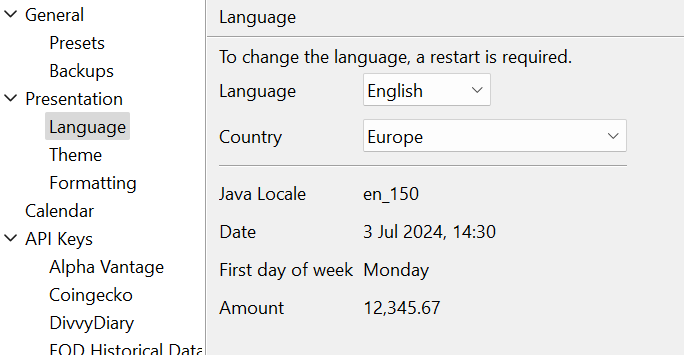 General
Presets
Backups
Presentation
Language
Theme
Formatting
Calendar
API Keys
Alpha Vantage
Coingecko
DivvyDiary
EOD Historical Data
Language
To change the language, a restart is required.
Language English
Country Europe
Java Locale en_150
Date 3 Jul 2024, 14:30
First day of week Monday
Amount 12,345.67